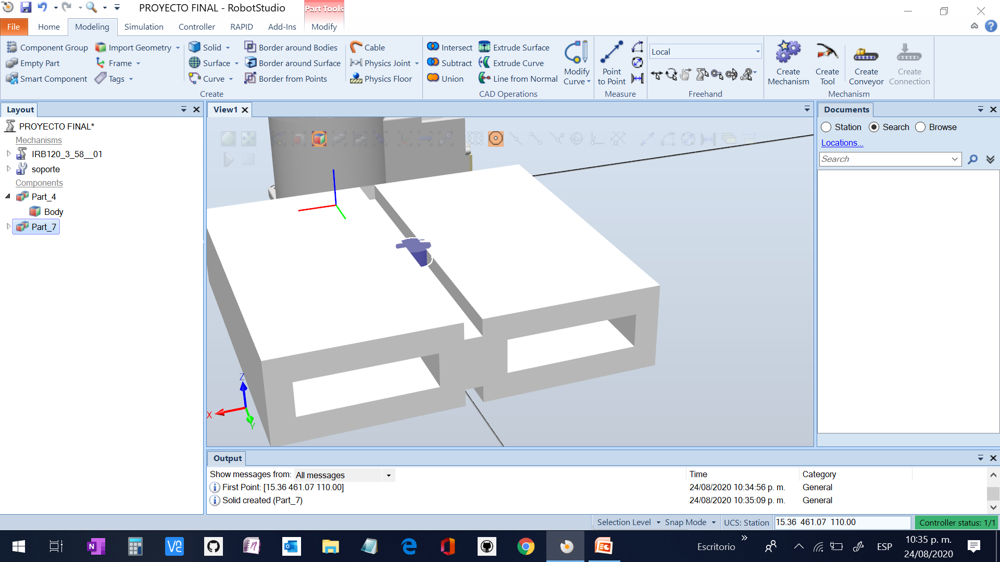 PROYECTO FINAL - RobotStudio
Part Tools
File
Home
Modeling
Simulation
Controller
RAPID
Add-Ins
Modify
Component Group
Import Geometry
Solid
Border around Bodies
Cable
Intersect
Extrude Surface
Empty Part
Frame
Surface
Border around Surface
Physics Joint
Subtract
Extrude Curve
Smart Component
Tags
Curve
Border from Points
Physics Floor
Union
Line from Normal
Modify Curve
Point to Point
Local
Create Mechanism
Create Tool
Create Conveyor
Create Connection
Create
CAD Operations
Measure
Freehand
Mechanism
Layout
View1
Documents
PROYECTO FINAL*
Mechanisms
IRB120_3_58__01
soporte
Components
Part_4
Body
Part_7
Station
Search
Browse
Locations...
Search
Z
X
Y
Output
Show messages from: All messages
Time
Category
First Point: [15.36 461.07 110.00]
24/08/2020 10:34:56 p. m.
General
Solid created (Part_7)
24/08/2020 10:35:09 p. m.
General
Selection Level
Snap Mode
UCS: Station
15.36 461.07 110.00
Controller status: 1/1
Escritorio
ESP
10:35 p. m.
24/08/2020